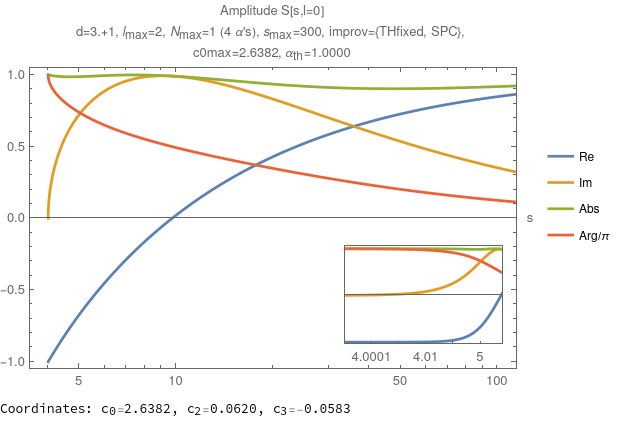 Amplitude S[s,l=0]
d=3.+1, lmax=2, Nmax=1 (4 α's), smax=300, improv={THfixed, SPC},
c0max=2.6382, αth=1.0000
1.0
0.5
0.0
-0.5
-1.0
s
5
10
50
100
4.0001
4.01
5
Re
Im
Abs
Arg/π
Coordinates: c0=2.6382, c2=0.0620, c3=-0.0583